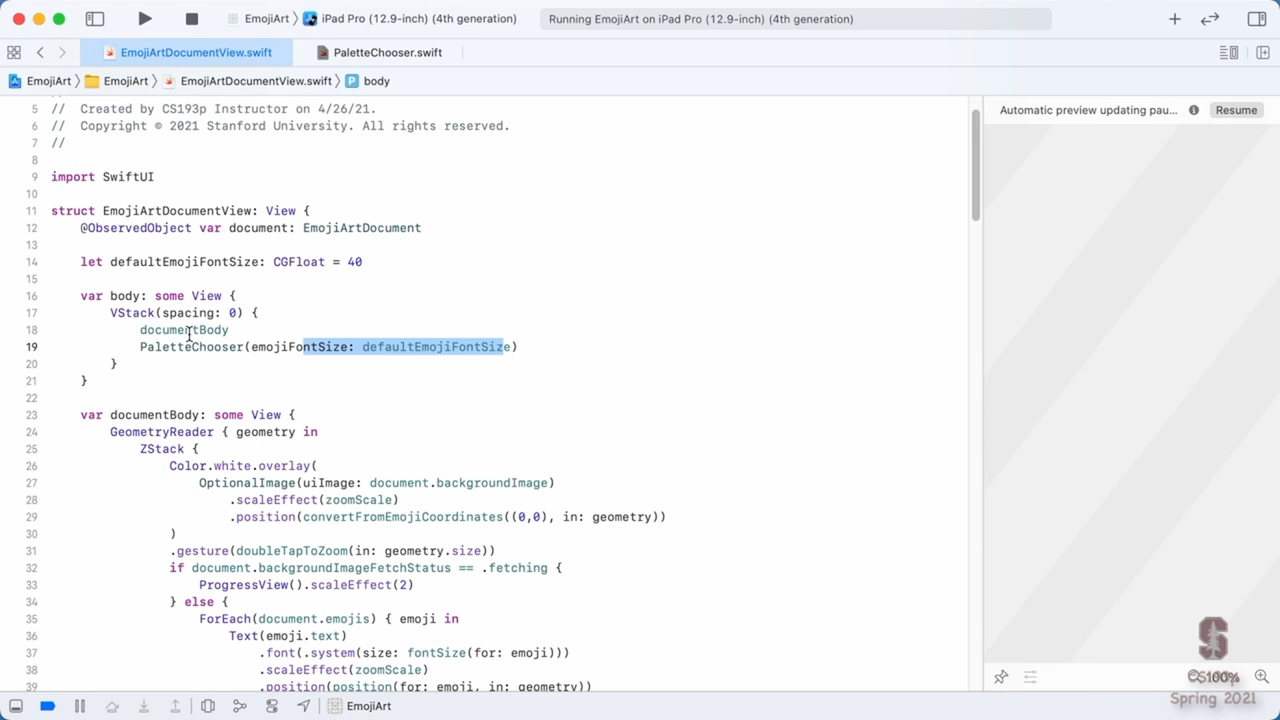 EmojiArt 〉 iPad Pro (12.9-inch) (4th generation)
Running EmojiArt on iPad Pro (12.9-inch) (4th generation)
EmojiArtDocumentView.swift
PaletteChooser.swift
EmojiArt 〉 EmojiArt 〉 EmojiArtDocumentView.swift 〉 P body
5 // Created by CS193p Instructor on 4/26/21.
6 // Copyright © 2021 Stanford University. All rights reserved.
7 //
8
9 import SwiftUI
10
11 struct EmojiArtDocumentView: View {
12 @ObservedObject var document: EmojiArtDocument
13
14 let defaultEmojiFontSize: CGFloat = 40
15
16 var body: some View {
17 VStack(spacing: 0) {
18 documentBody
19 PaletteChooser(emojiFontSize: defaultEmojiFontSize)
20 }
21 }
22
23 var documentBody: some View {
24 GeometryReader { geometry in
25 ZStack {
26 Color.white.overlay(
27 OptionalImage(uiImage: document.backgroundImage)
28 .scaleEffect(zoomScale)
29 .position(convertFromEmojiCoordinates((0,0), in: geometry))
30 )
31 .gesture(doubleTapToZoom(in: geometry.size))
32 if document.backgroundImageFetchStatus == .fetching {
33 ProgressView().scaleEffect(2)
34 } else {
35 ForEach(document.emojis) { emoji in
36 Text(emoji.text)
37 .font(.system(size: fontSize(for: emoji)))
38 .scaleEffect(zoomScale)
39 .position(position(for: emoji, in: geometry))
Automatic preview updating pau...
Resume
100%
CS193p
Spring 2021
EmojiArt